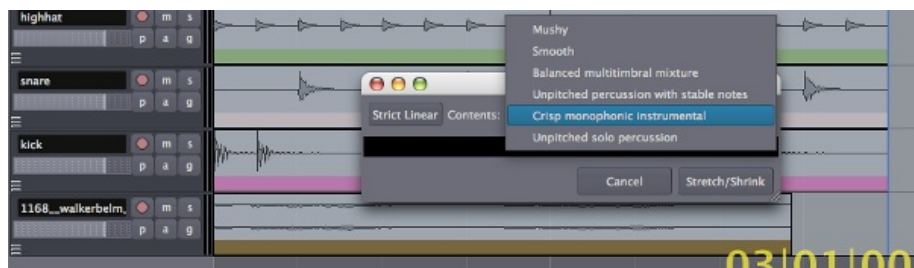 highhat
m s
p a g
snare
m s
p a g
kick
m s
p a g
1168__walkerbelm_
m s
p a g
Mushy
Smooth
Balanced multitimbral mixture
Unpitched percussion with stable notes
Strict Linear Contents:
Crisp monophonic instrumental
Unpitched solo percussion
Cancel Stretch/Shrink
03|01|00